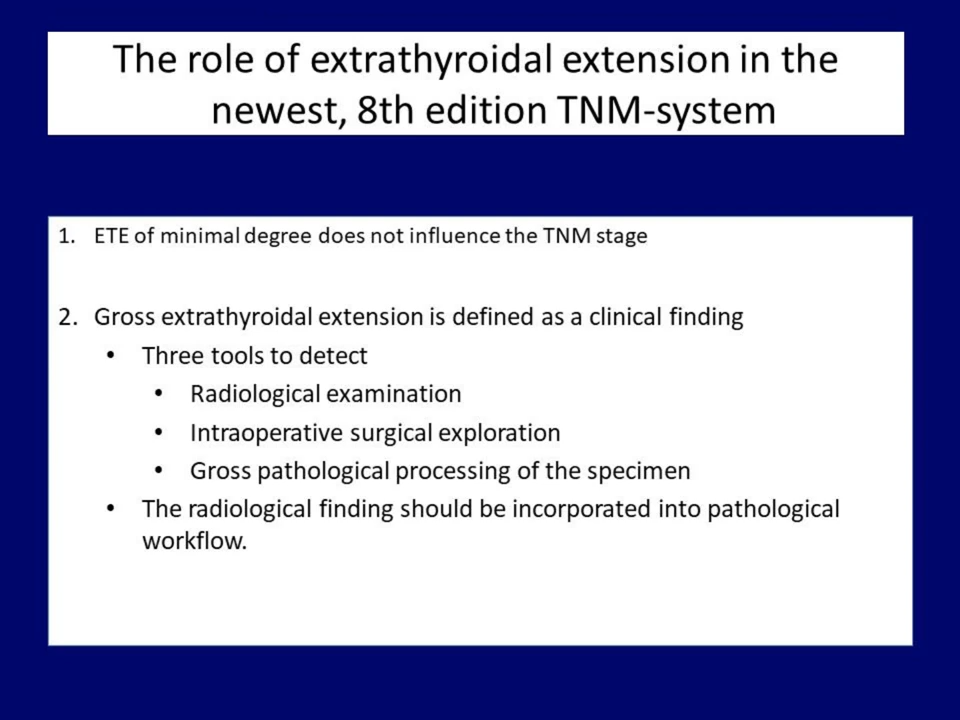 The role of extrathyroidal extension in the
newest, 8th edition TNM-system
1. ETE of minimal degree does not influence the TNM stage
2. Gross extrathyroidal extension is defined as a clinical finding
• Three tools to detect
• Radiological examination
• Intraoperative surgical exploration
• Gross pathological processing of the specimen
• The radiological finding should be incorporated into pathological
workflow.